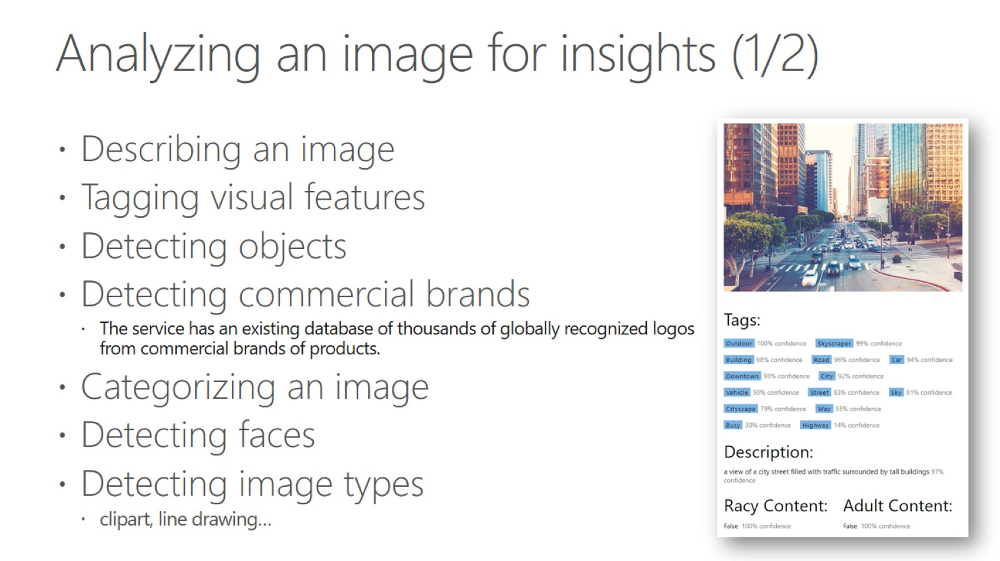 Analyzing an image for insights (1/2)
• Describing an image
• Tagging visual features
• Detecting objects
• Detecting commercial brands
• The service has an existing database of thousands of globally recognized logos
from commercial brands of products.
• Categorizing an image
• Detecting faces
• Detecting image types
• clipart, line drawing...
Tags:
Outdoor 100% confidence Skyscraper 99% confidence
Building 98% confidence Road 96% confidence Car 94% confidence
Downtown 93% confidence City 92% confidence
Vehicle 90% confidence Street 83% confidence Sky 81% confidence
Cityscape 79% confidence Way 55% confidence
Busy 30% confidence Highway 14% confidence
Description:
a view of a city street filled with traffic surrounded by tall buildings 97%
confidence
Racy Content: Adult Content:
False 100% confidence False 100% confidence